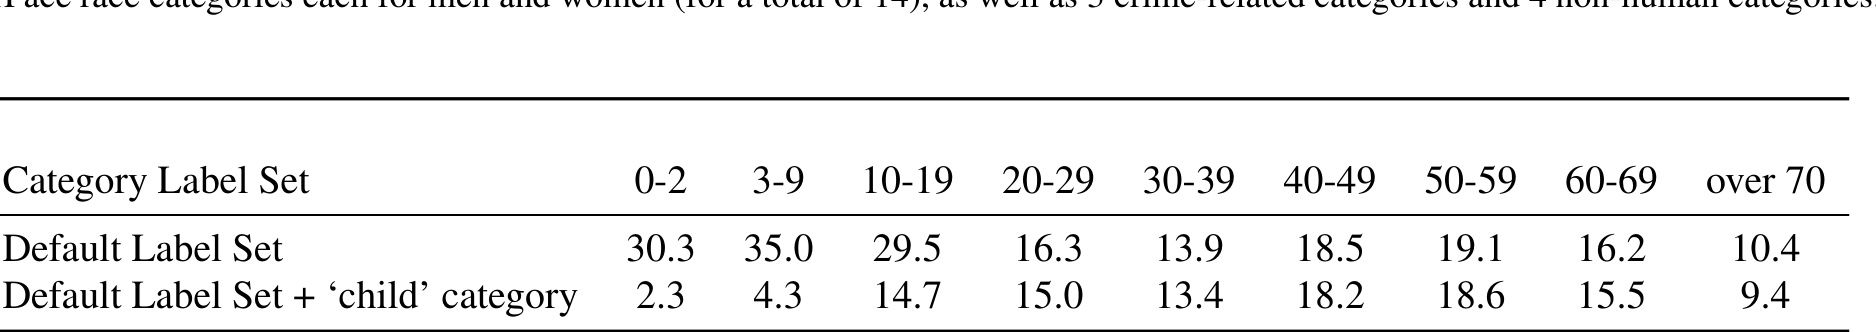 race categories each for men and women (for a total of 14), as well as 3 crime-related categories and 4 non-human categories.
Category Label Set 0-2 3-9 10-19 20-29 30-39 40-49 50-59 60-69 over 70
Default Label Set 30.3 35.0 29.5 16.3 13.9 18.5 19.1 16.2 10.4
Default Label Set + ‘child’ category 2.3 4.3 14.7 15.0 13.4 18.2 18.6 15.5 9.4